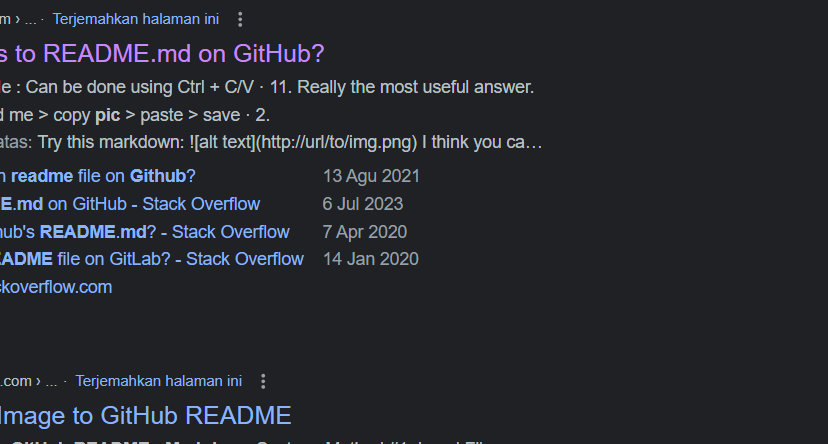 m › ... · Terjemahkan halaman ini
s to README.md on GitHub?
e : Can be done using Ctrl + C/V · 11. Really the most useful answer.
d me > copy pic > paste > save · 2.
atas: Try this markdown: ![alt text](http://url/to/img.png) I think you ca…
n readme file on Github? 13 Agu 2021
E.md on GitHub - Stack Overflow 6 Jul 2023
hub's README.md? - Stack Overflow 7 Apr 2020
EADME file on GitLab? - Stack Overflow 14 Jan 2020
ckoverflow.com
.com › ... · Terjemahkan halaman ini
Image to GitHub README